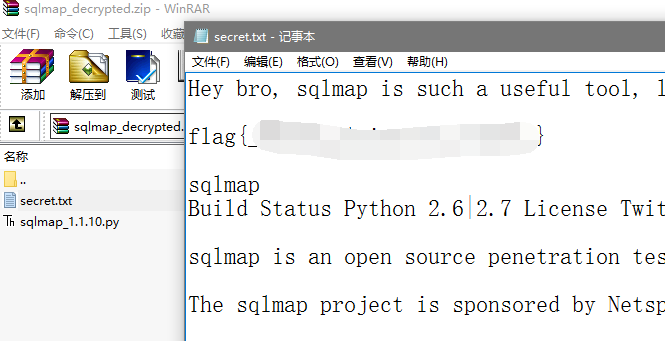 sqlmap_decrypted.zip - WinRAR
文件(F) 命令(C) 工具(S)
添加 解压到 测试
sqlmap_decrypted.
名称
..
secret.txt
sqlmap_1.1.10.py
secret.txt - 记事本
文件(F) 编辑(E) 格式(O) 查看(V) 帮助(H)
Hey bro, sqlmap is such a useful tool, l
flag{_ }
sqlmap
Build Status Python 2.6|2.7 License Twit
sqlmap is an open source penetration tes
The sqlmap project is sponsored by Netsp